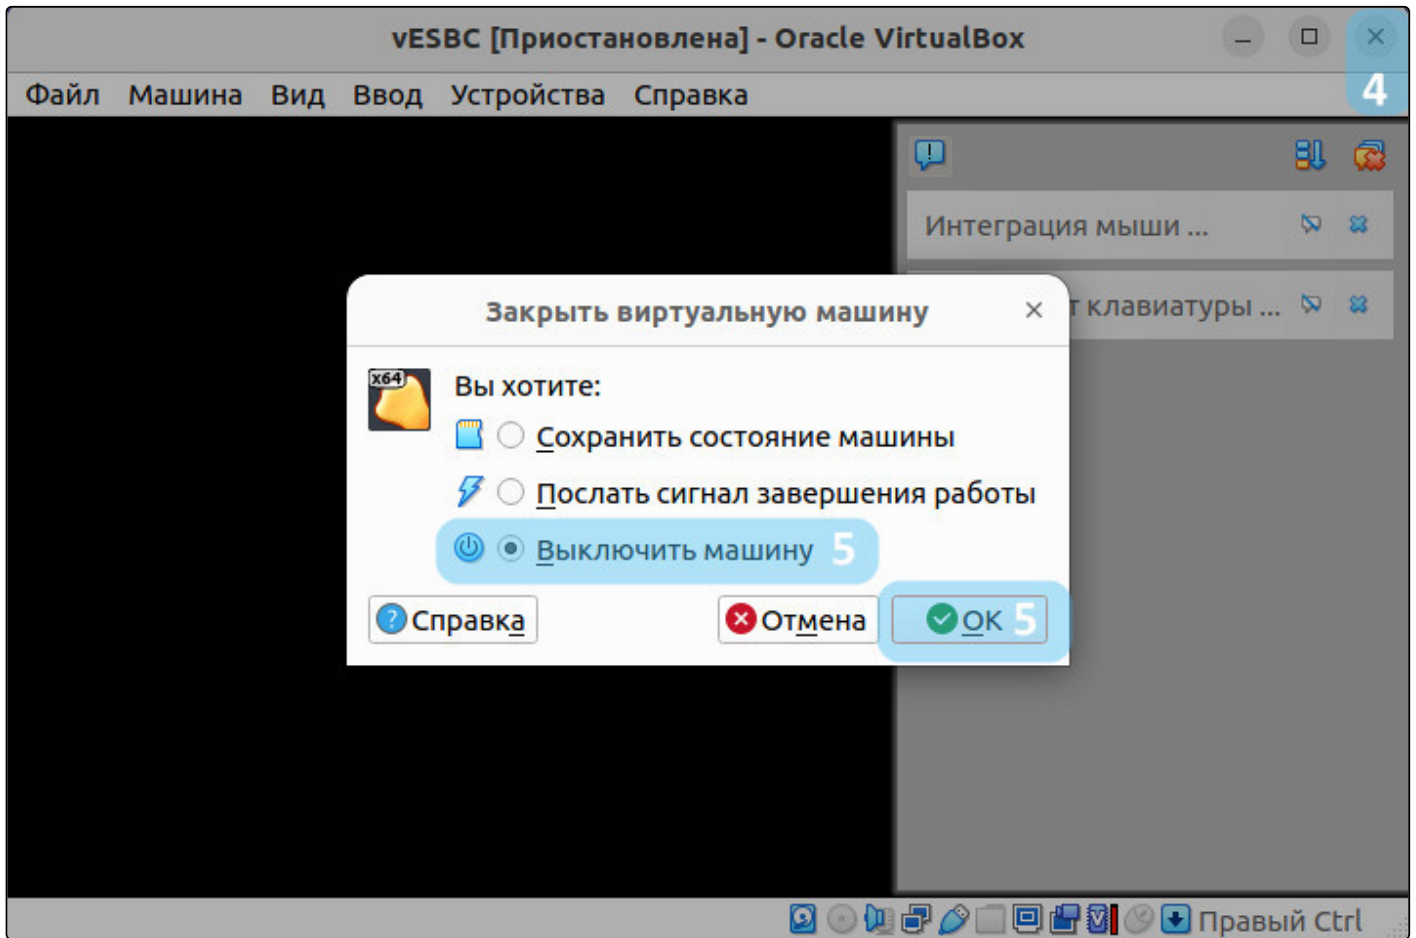 vESBC [Приостановлена] - Oracle VirtualBox
4
Файл Машина Вид Ввод Устройства Справка
Интеграция мыши ...
т клавиатуры ...
Закрыть виртуальную машину
x64
Вы хотите:
Сохранить состояние машины
Послать сигнал завершения работы
Выключить машину 5
Справка Отмена OK 5
Правый Ctrl